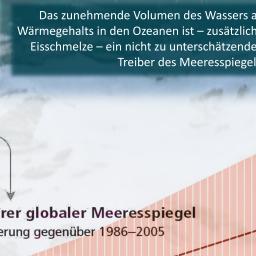 Das zunehmende Volumen des Wassers a
Wärmegehalts in den Ozeanen ist – zusätzlich
Eisschmelze – ein nicht zu unterschätzende
Treiber des Meeresspiegel
rer globaler Meeresspiegel
erung gegenüber 1986–2005